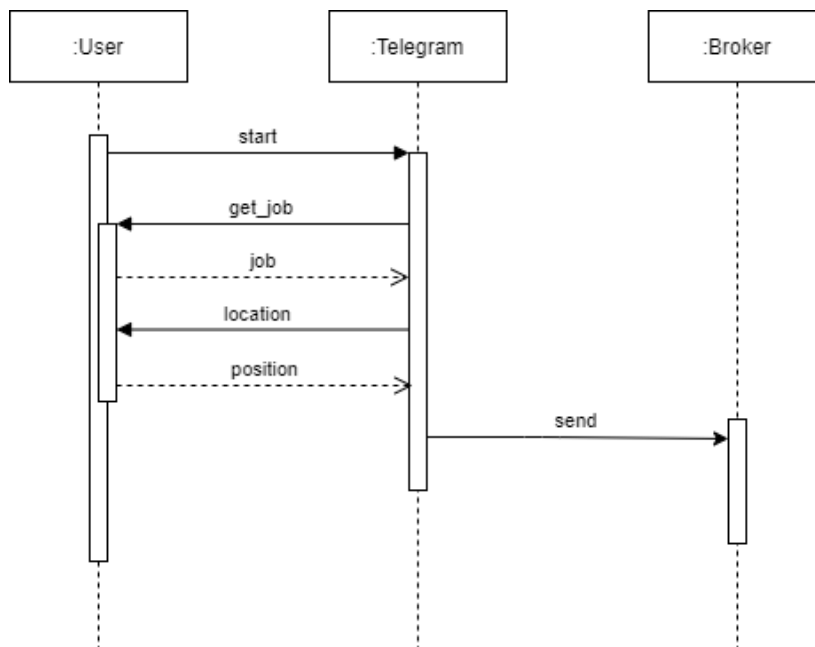 :User
:Telegram
:Broker
start
get_job
job
location
position
send